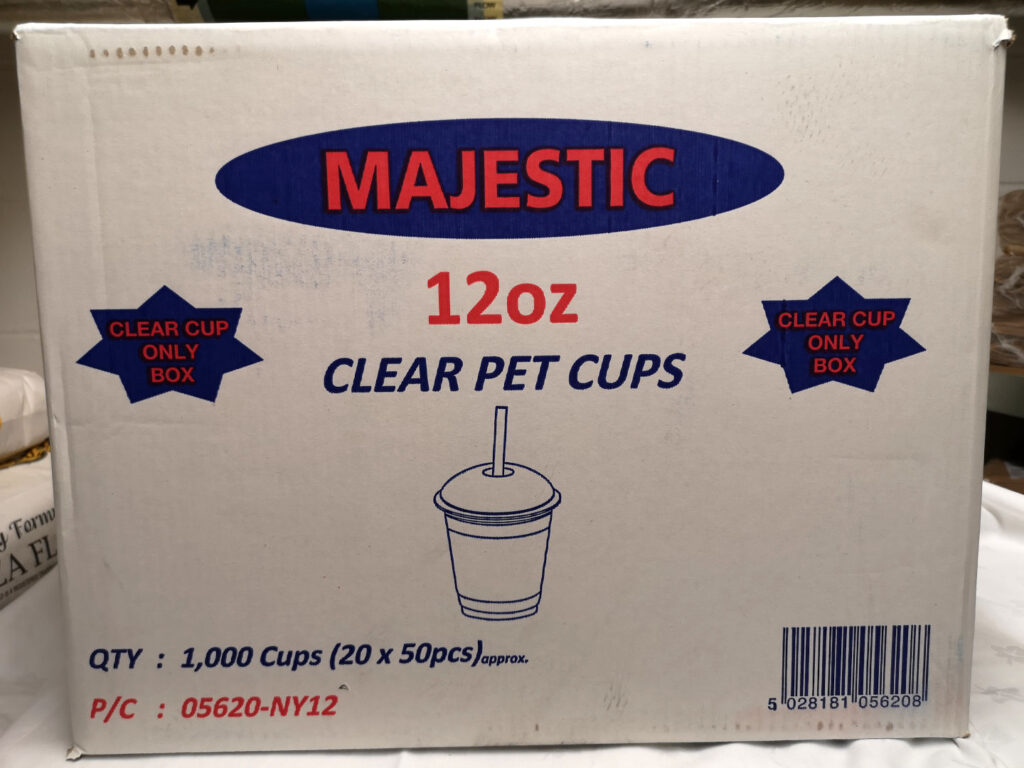 MAJESTIC
12oz
CLEAR CUP
ONLY
BOX
CLEAR CUP
ONLY
BOX
CLEAR PET CUPS
QTY : 1,000 Cups (20 x 50pcs)approx.
P/C : 05620-NY12
5 028181 056208